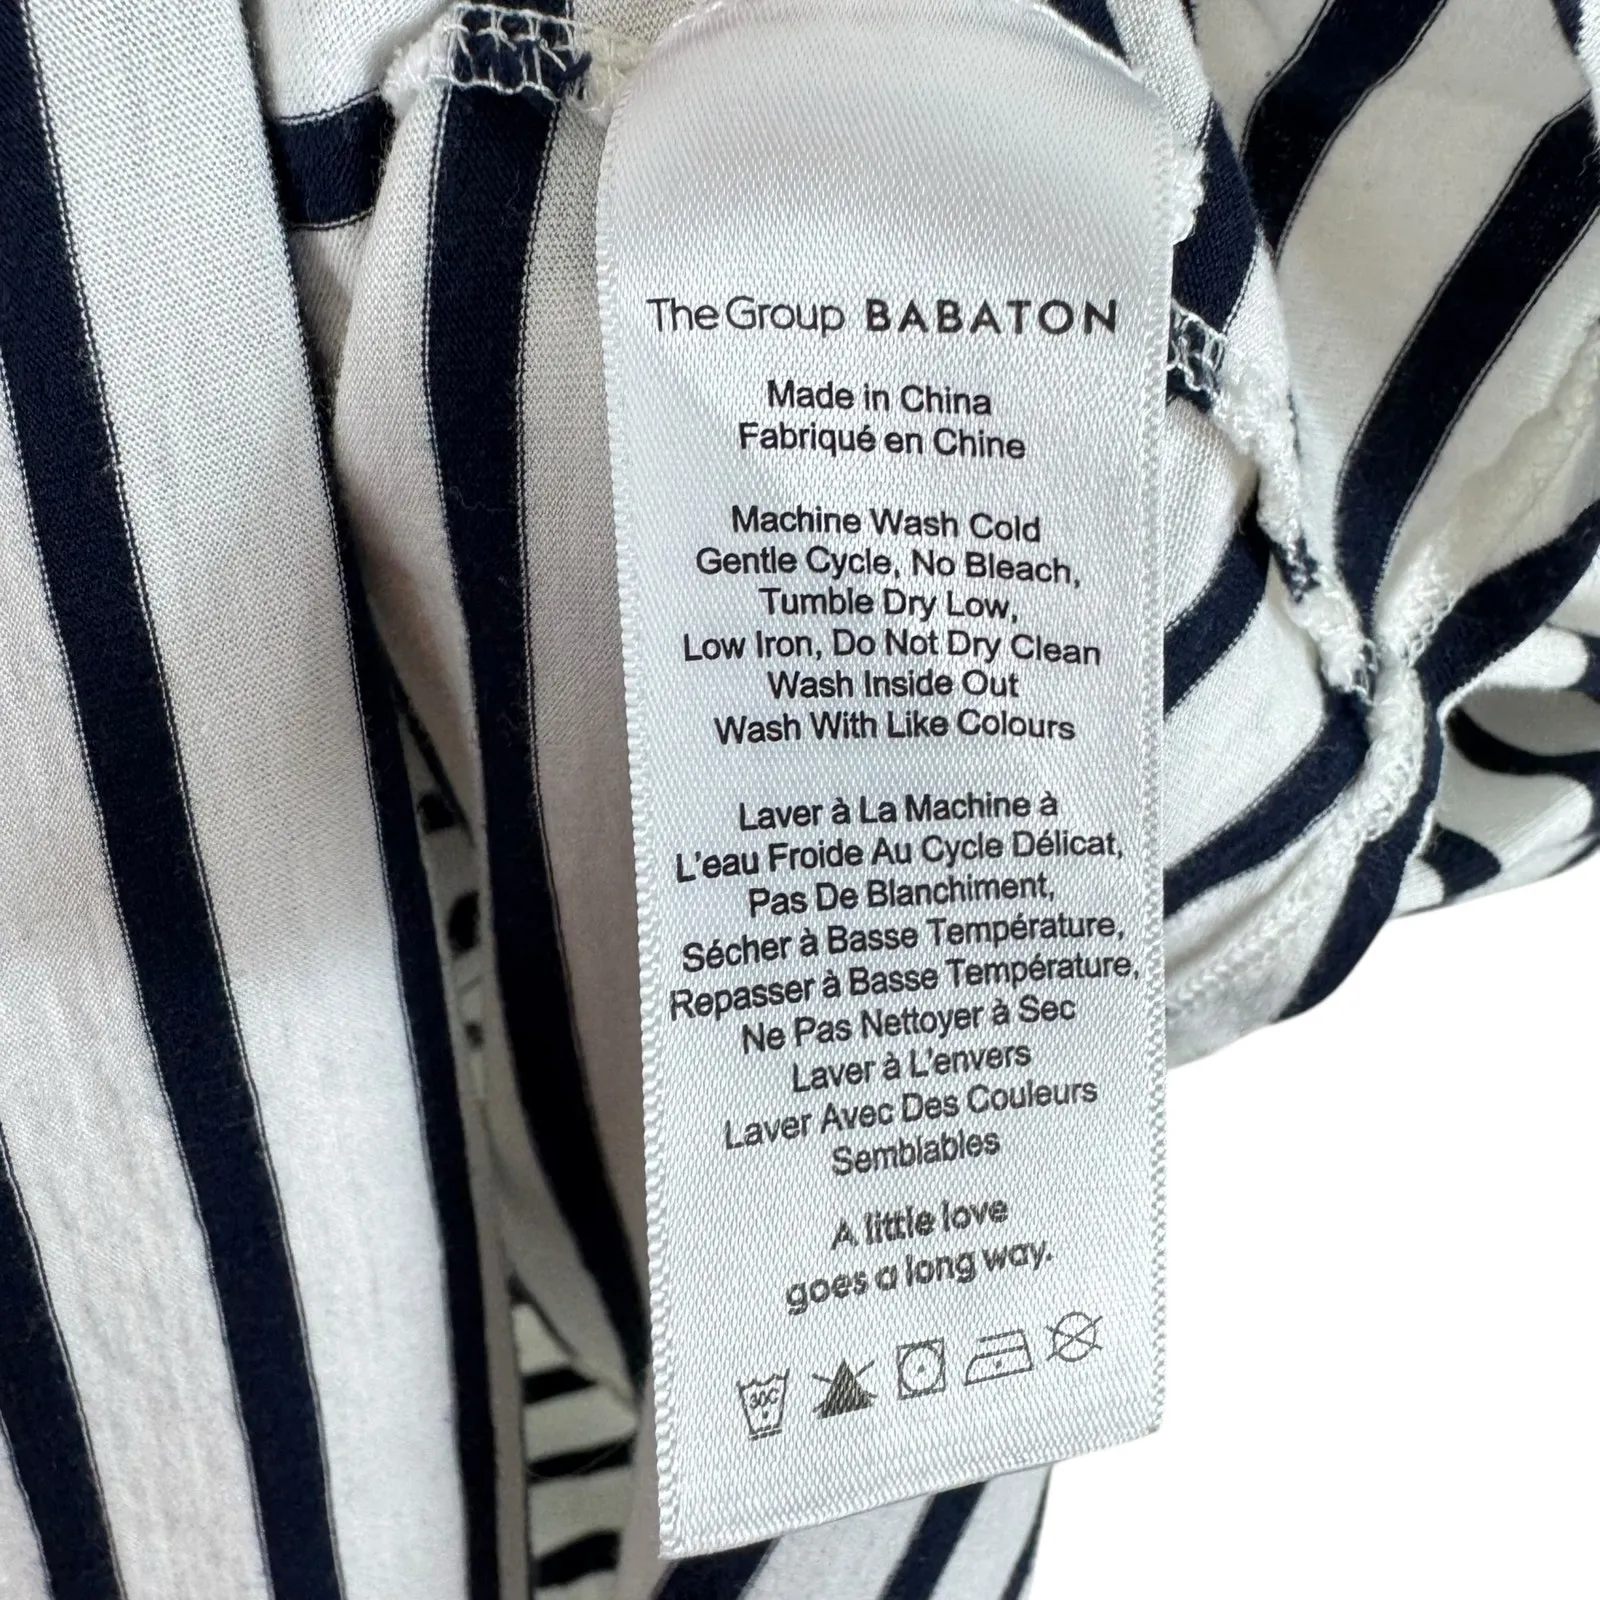 The Group BABATON
Made in China
Fabriqué en Chine
Machine Wash Cold
Gentle Cycle, No Bleach,
Tumble Dry Low,
Low Iron, Do Not Dry Clean
Wash Inside Out
Wash With Like Colours
Laver à La Machine à
L'eau Froide Au Cycle Délicat,
Pas De Blanchiment,
Sécher à Basse Température,
Repasser à Basse Température,
Ne Pas Nettoyer à Sec
Laver à L'envers
Laver Avec Des Couleurs
Semblables
A little love
goes a long way.
30C